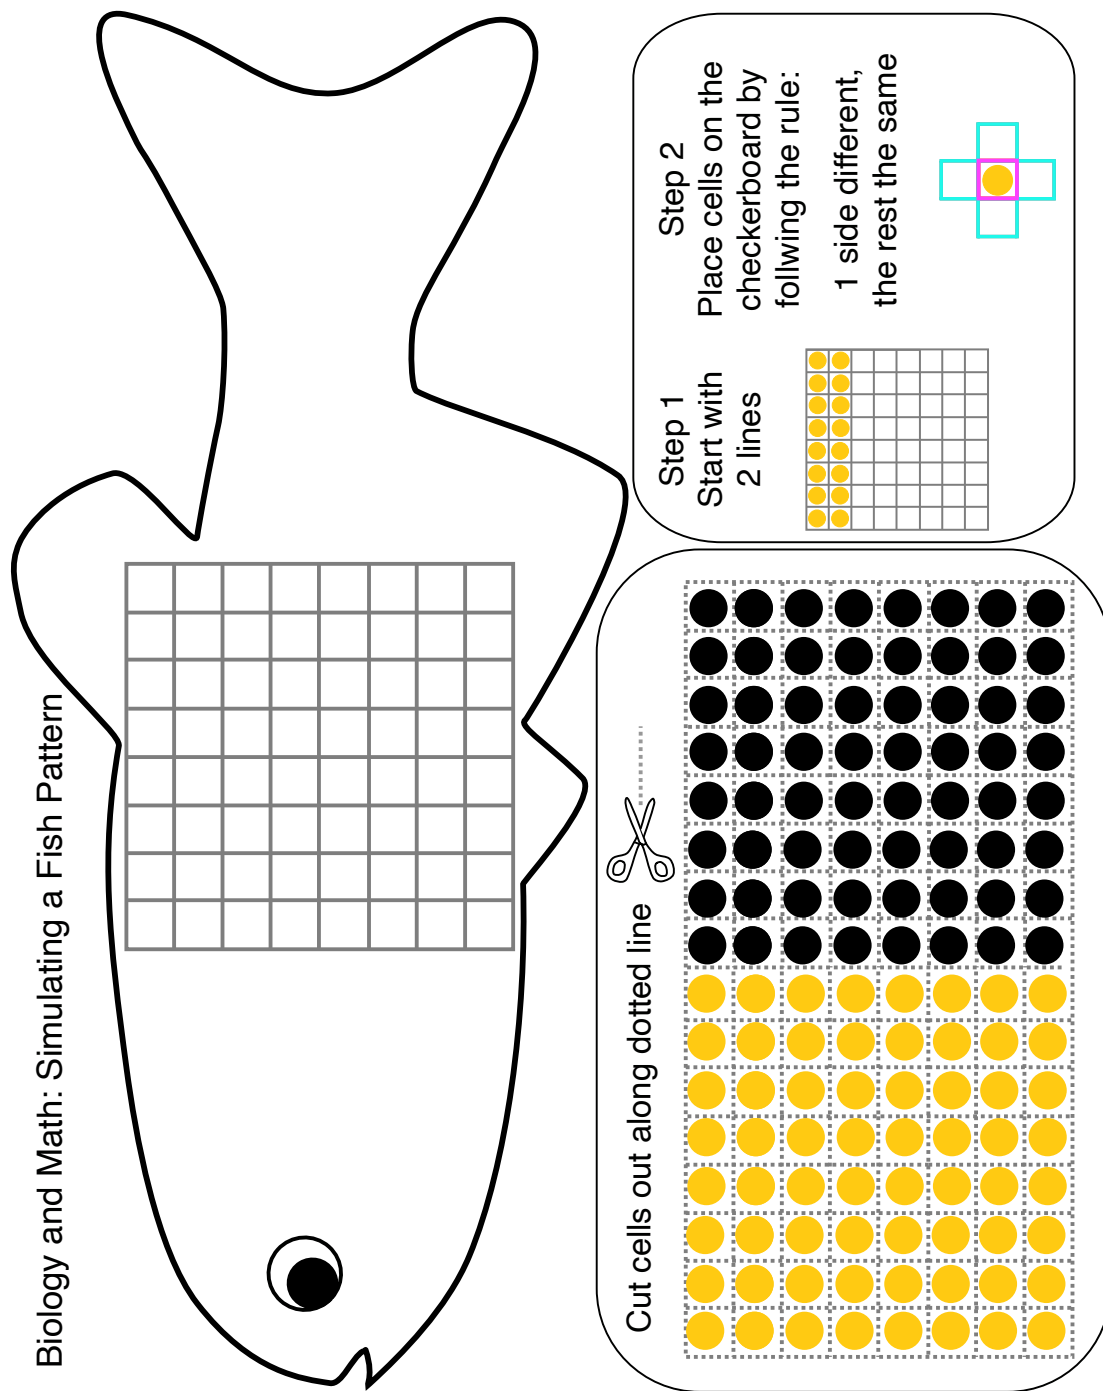 Biology and Math: Simulating a Fish Pattern
Cut cells out along dotted line
Step 1
Start with
2 lines
Step 2
Place cells on the
checkerboard by
follwing the rule:
1 side different,
the rest the same